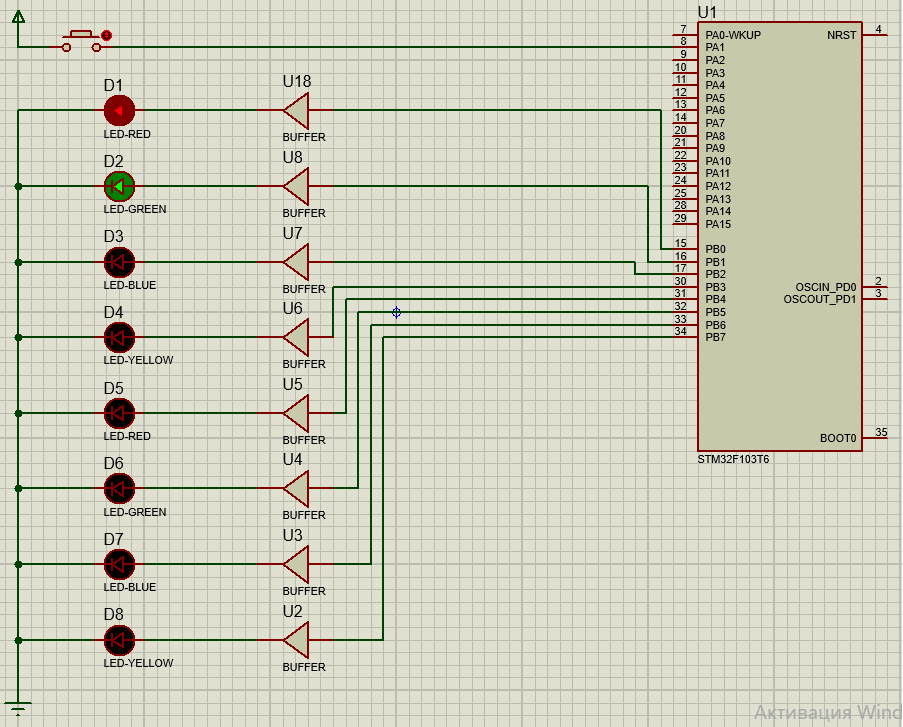 U1
7 PA0-WKUP NRST 4
8 PA1
9 PA2
10 PA3
11 PA4
12 PA5
13 PA6
14 PA7
20 PA8
21 PA9
22 PA10
23 PA11
24 PA12
25 PA13
28 PA14
29 PA15
15 PB0
16 PB1
17 PB2
30 PB3 OSCIN_PD0 2
31 PB4 OSCOUT_PD1 3
32 PB5
33 PB6
34 PB7
BOOT0 35
STM32F103T6
D1 U18
LED-RED BUFFER
D2 U8
LED-GREEN BUFFER
D3 U7
LED-BLUE BUFFER
D4 U6
LED-YELLOW BUFFER
D5 U5
LED-RED BUFFER
D6 U4
LED-GREEN BUFFER
D7 U3
LED-BLUE BUFFER
D8 U2
LED-YELLOW BUFFER
Активация Wind